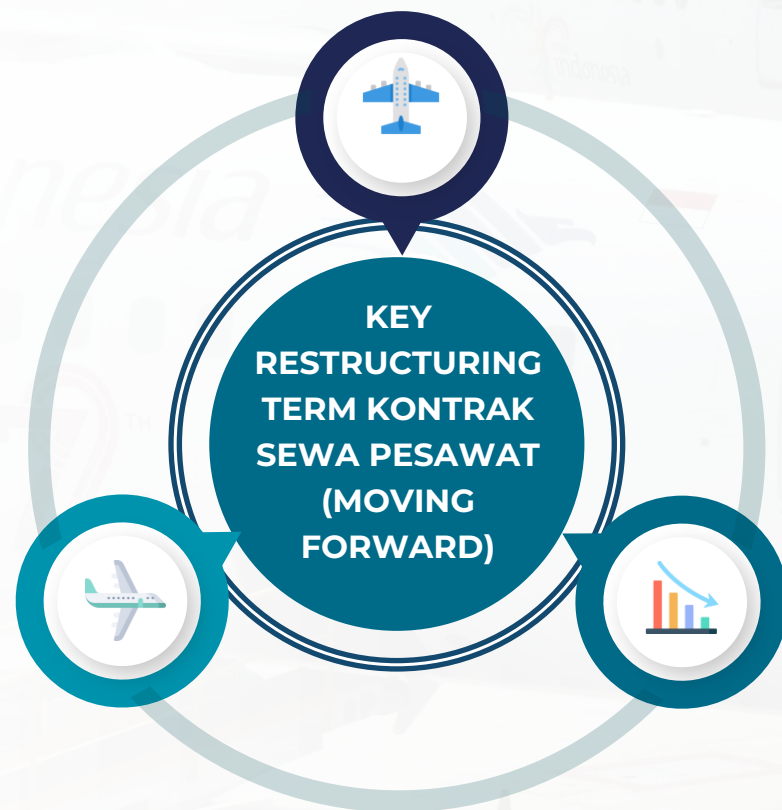 KEY
RESTRUCTURING
TERM KONTRAK
SEWA PESAWAT
(MOVING
FORWARD)